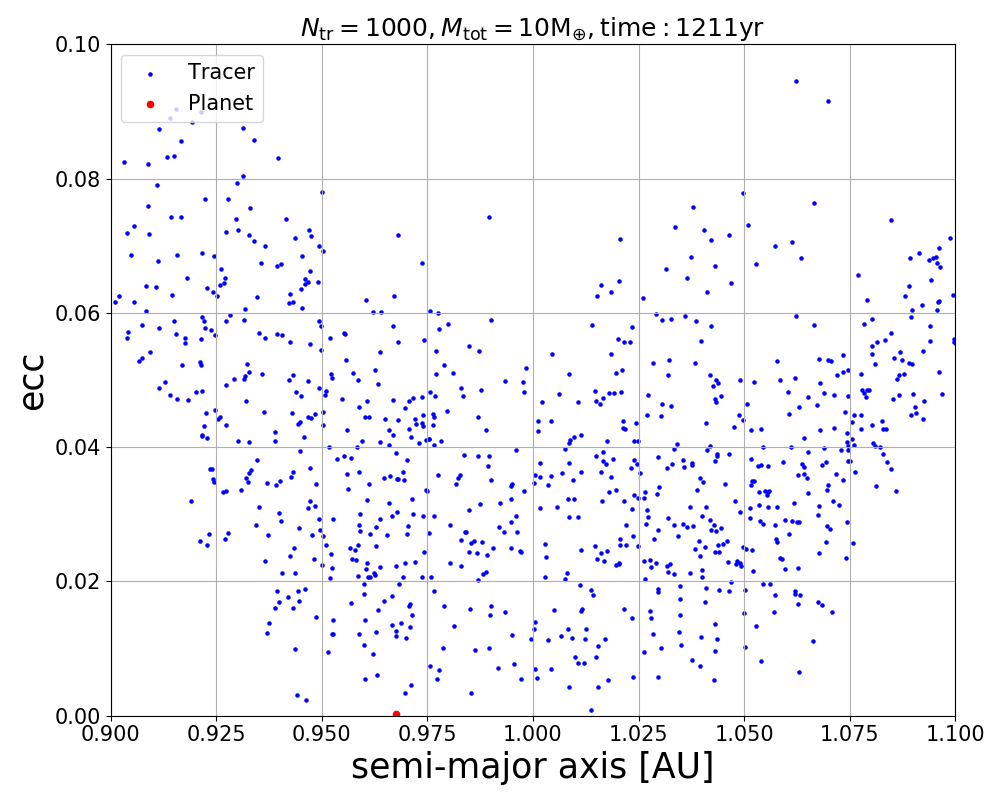 N_tr = 1000, M_tot = 10M_⊕, time : 1211yr
Tracer
Planet
0.10
0.08
0.06
0.04
0.02
0.00
ecc
0.900 0.925 0.950 0.975 1.000 1.025 1.050 1.075 1.100
semi-major axis [AU]